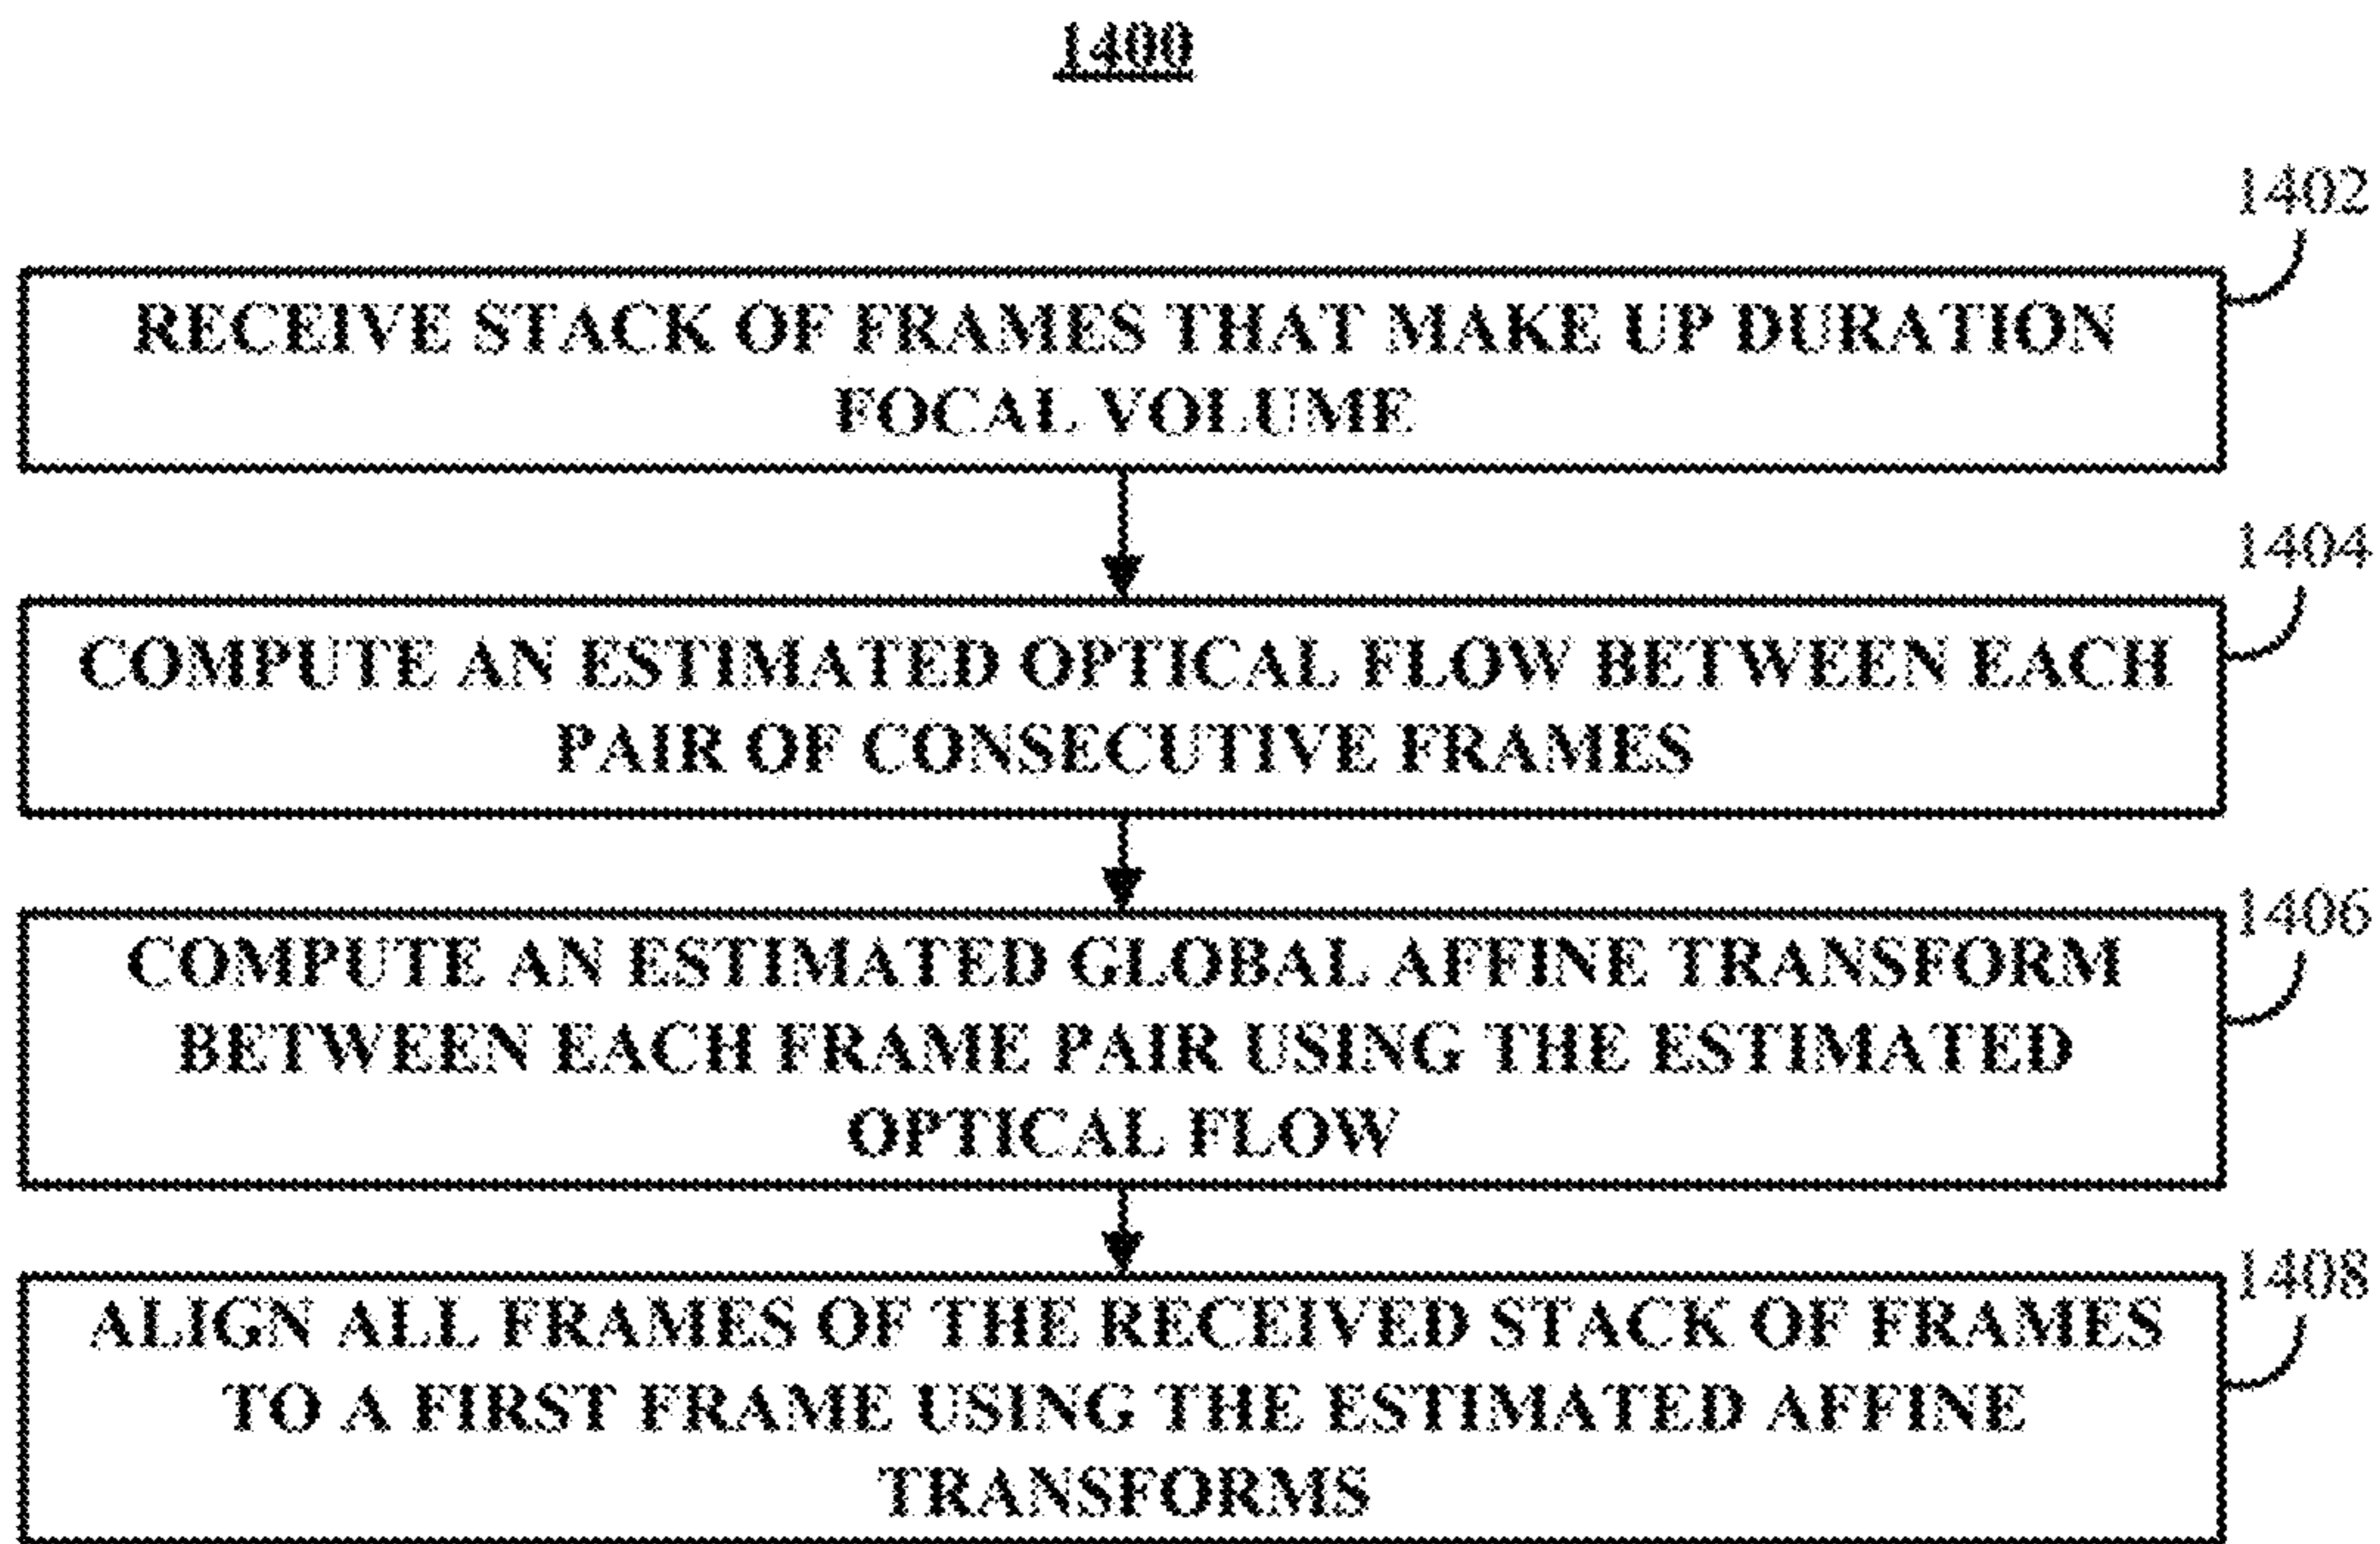 1400
1402
RECEIVE STACK OF FRAMES THAT MAKE UP DURATION
FOCAL VOLUME
1404
COMPUTE AN ESTIMATED OPTICAL FLOW BETWEEN EACH
PAIR OF CONSECUTIVE FRAMES
1406
COMPUTE AN ESTIMATED GLOBAL AFFINE TRANSFORM
BETWEEN EACH FRAME PAIR USING THE ESTIMATED
OPTICAL FLOW
1408
ALIGN ALL FRAMES OF THE RECEIVED STACK OF FRAMES
TO A FIRST FRAME USING THE ESTIMATED AFFINE
TRANSFORMS